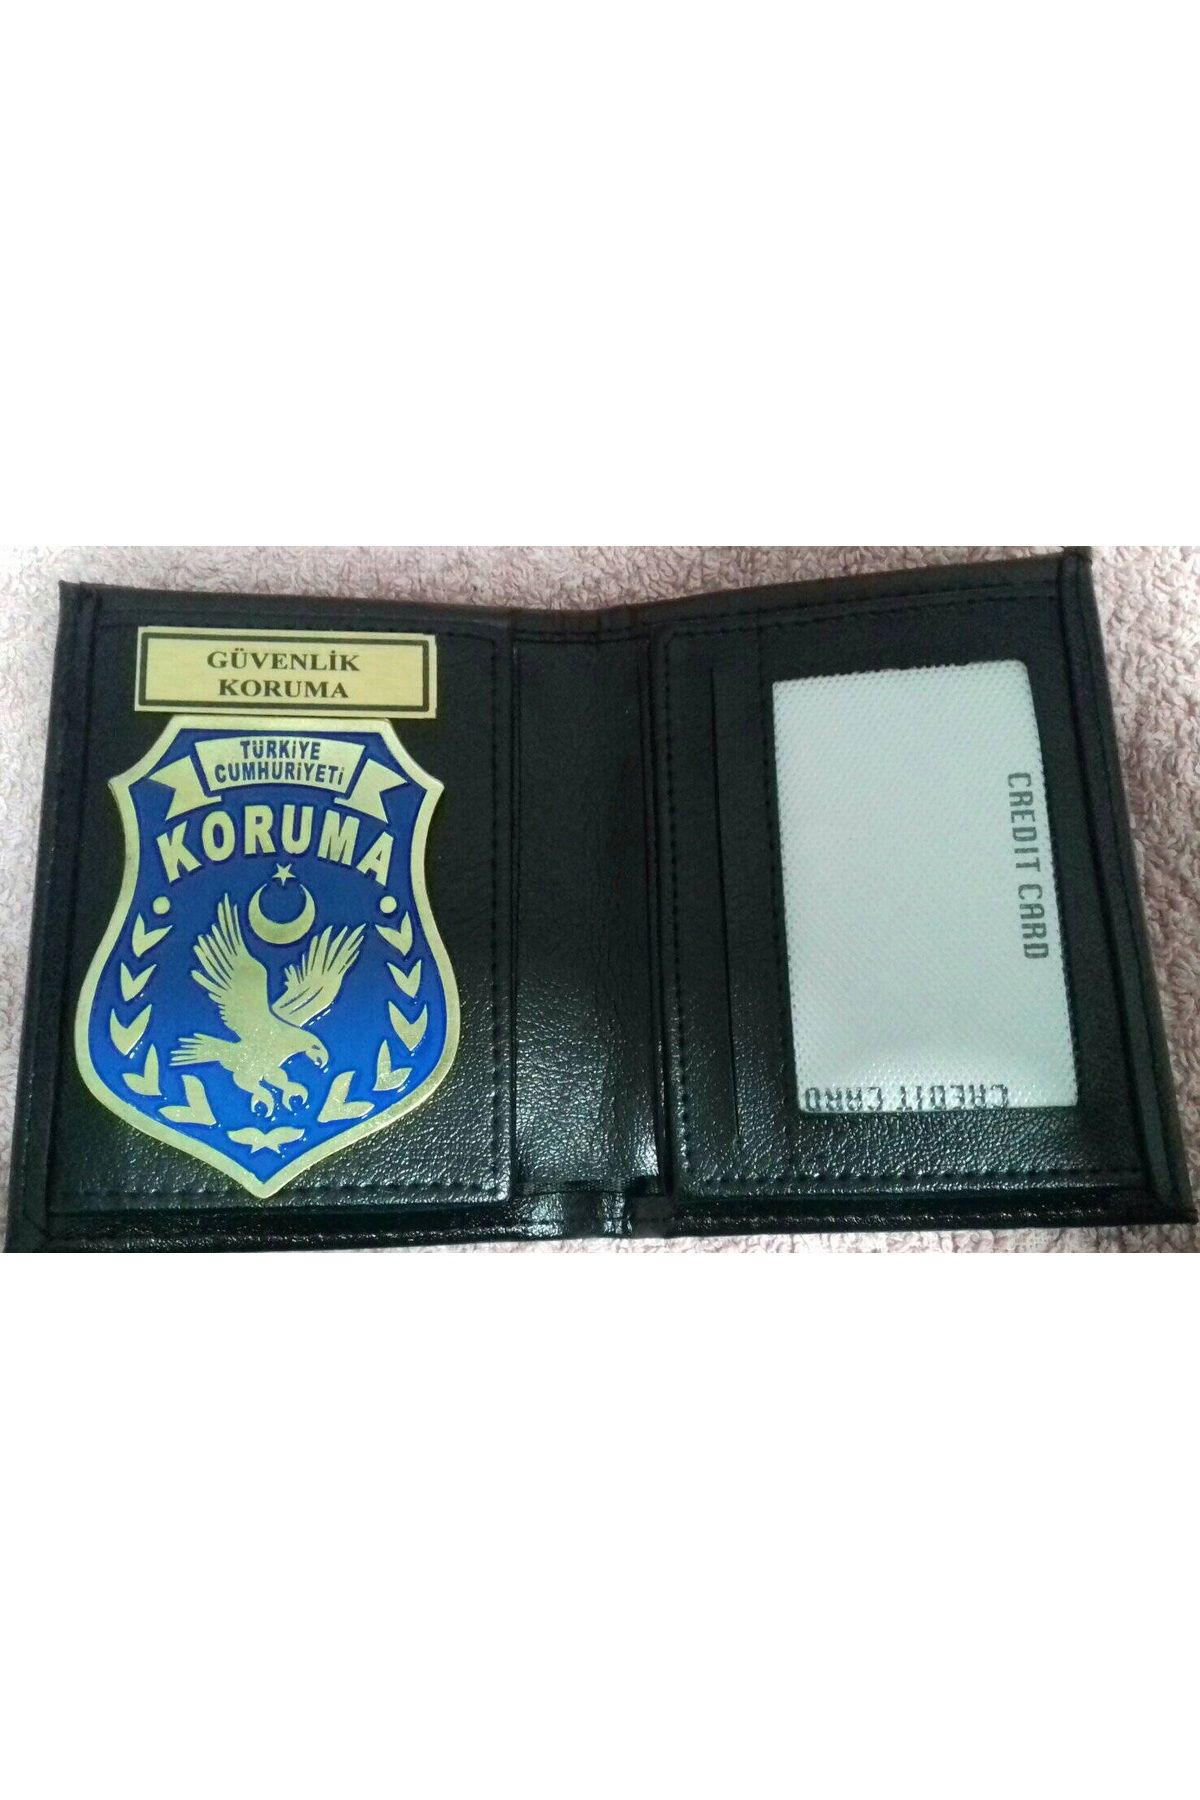 GÜVENLİK
KORUMA
TÜRKİYE
CUMHURİYETİ
KORUMA
CREDIT CARD
CREDIT CARD